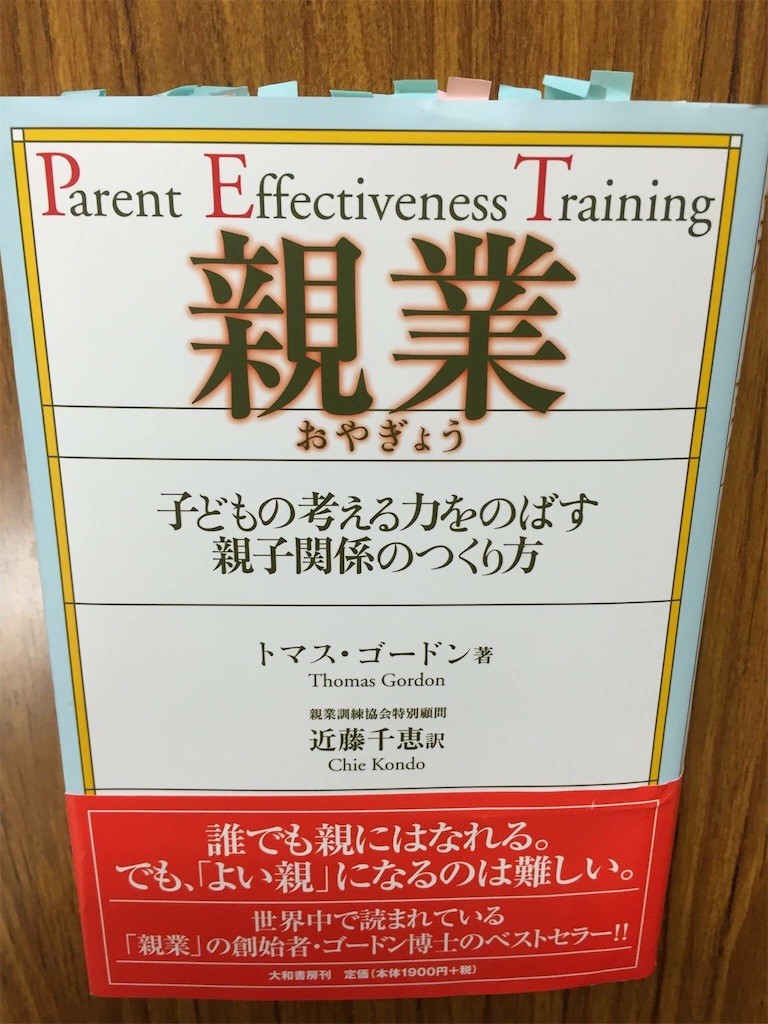 Parent Effectiveness Training
親業
おやぎょう
子どもの考える力をのばす
親子関係のつくり方
トマス・ゴードン著
Thomas Gordon
親業訓練協会特別顧問
近藤千恵訳
Chie Kondo
誰でも親にはなれる。
でも、「よい親」になるのは難しい。
世界中で読まれている
「親業」の創始者・ゴードン博士のベストセラー!!
大和書房刊 定価(本体1900円+税)